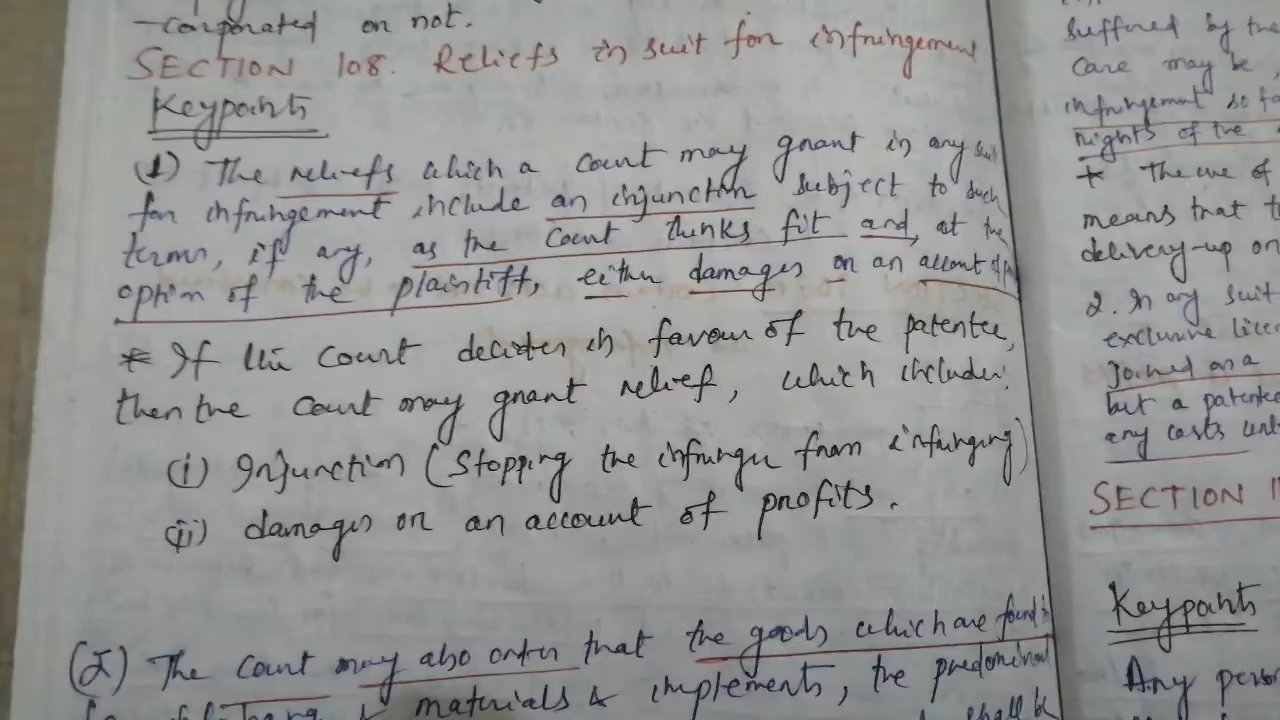 -corporated or not.
SECTION 108. Reliefs in suit for infringement
Keypoints
(1) The reliefs which a Court may grant in any suit
for infringement include an injunction subject to such
terms, if any, as the Court thinks fit and, at the
option of the plaintiff, either damages or an account of
* If the Court decides in favour of the patentee,
then the Court may grant relief, which includes:
(i) Injunction (Stopping the infringer from infringing)
(ii) damages or an account of profits.
(2) The Court may also order that the goods which are found
materials & implements, the predominant
shall be
suffered by the
Case may be,
infringement so
rights of the
* The use of
means that
delivery-up or
2. In any suit
exclusive
Joined as a
but a patentee
any costs
SECTION
Keypoints
Any